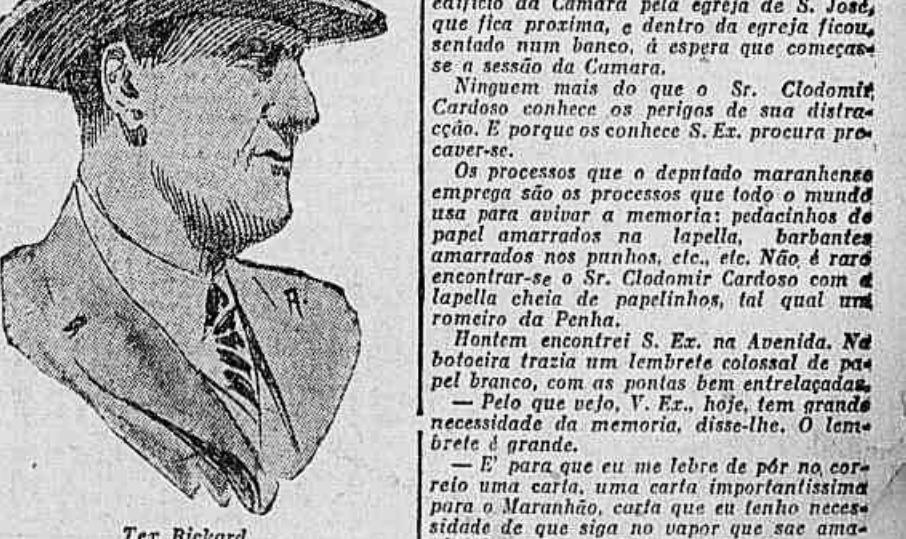 edificio da Camara pela egreja de S. José,
que fica proxima, e dentro da egreja ficou,
sentado num banco, á espera que começas-
se a sessão da Camara.
Ninguem mais do que o Sr. Clodomir
Cardoso conhece os perigos de sua distra-
cção. E porque os conhece S. Ex. procura pre-
caver-se.
Os processos que o deputado maranhense
emprega são os processos que todo o mundo
usa para avivar a memoria: pedacinhos de
papel amarrados na lapella, barbantes
amarrados nos punhos, etc., etc. Não é raro
encontrar-se o Sr. Clodomir Cardoso com a
lapella cheia de papelinhos, tal qual um
romeiro da Penha.
Hontem encontrei S. Ex. na Avenida. Na
botoeira trazia um lembrete colossal de pa-
pel branco, com as pontas bem entrelaçadas.
— Pelo que vejo, V. Ex., hoje, tem grande
necessidade da memoria, disse-lhe. O lem-
brete é grande.
— E' para que eu me lebre de pôr no cor-
reio uma carta, uma carta importantissima
para o Maranhão, carta que eu tenho neces-
sidade de que siga no vapor que sae ama-
Tex Rickard